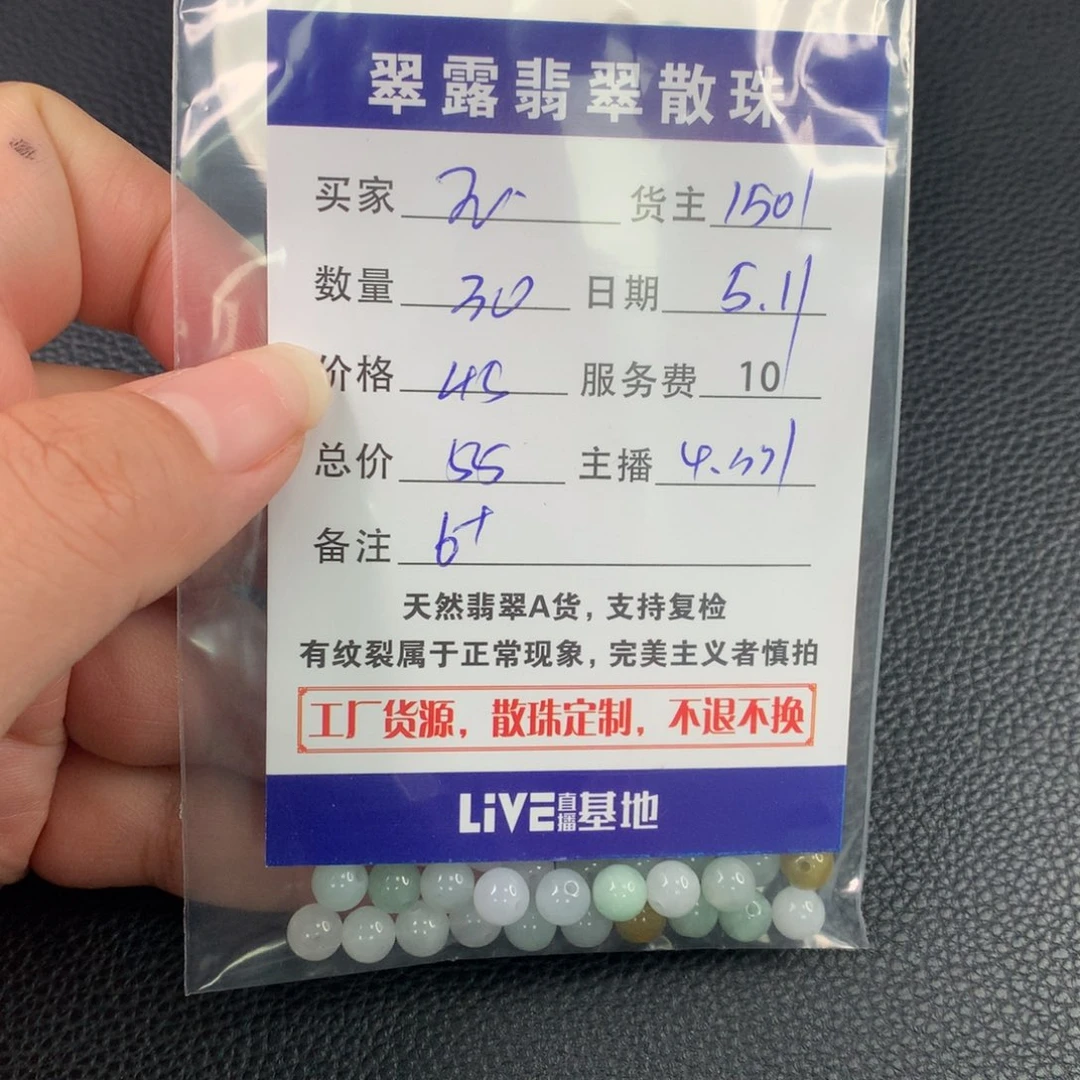 翠露翡翠散珠
买家 货主 1501
数量 30 日期 5.11
价格 45 服务费 10
总价 55 主播
备注 6+
天然翡翠A货，支持复检
有纹裂属于正常现象，完美主义者慎拍
工厂货源，散珠定制，不退不换
LiVE直播基地